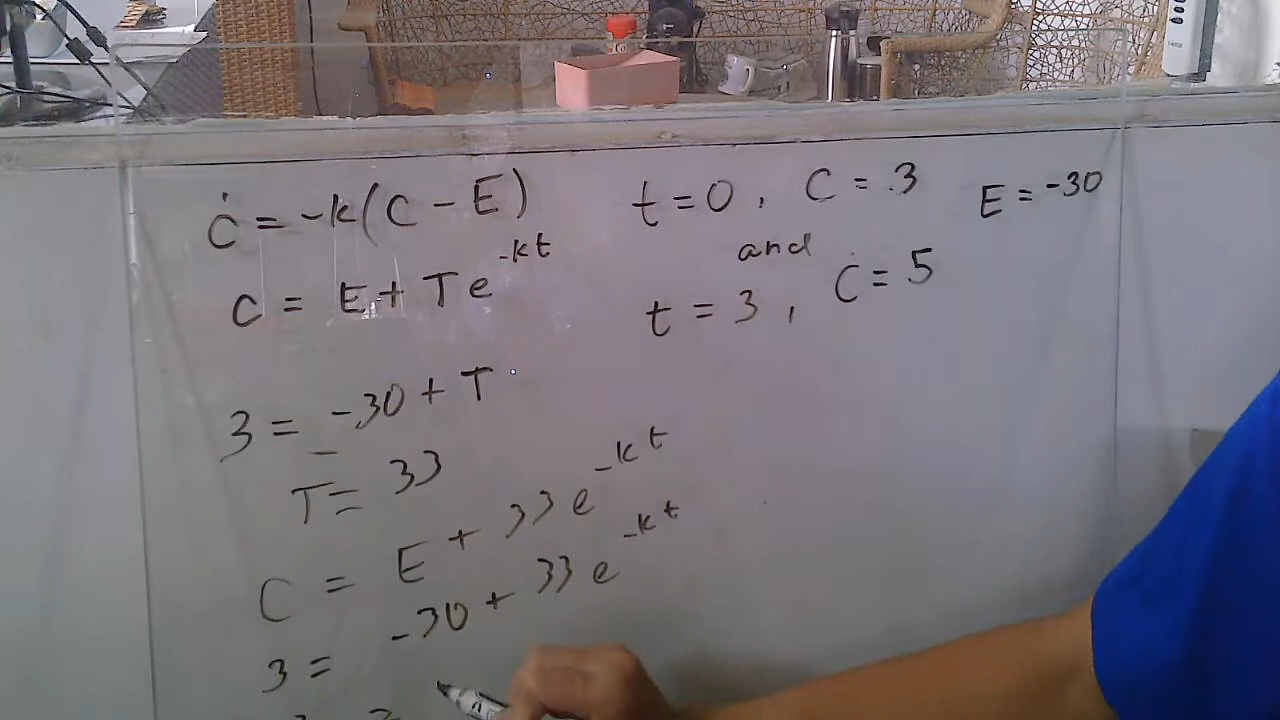 ċ = -k(C - E)
t = 0, C = 3
E = -30
and
C = E + Te^-kt
t = 3, C = 5
3 = -30 + T
T = 33
C = E + 33e^-kt
3 = -30 + 33e^-kt